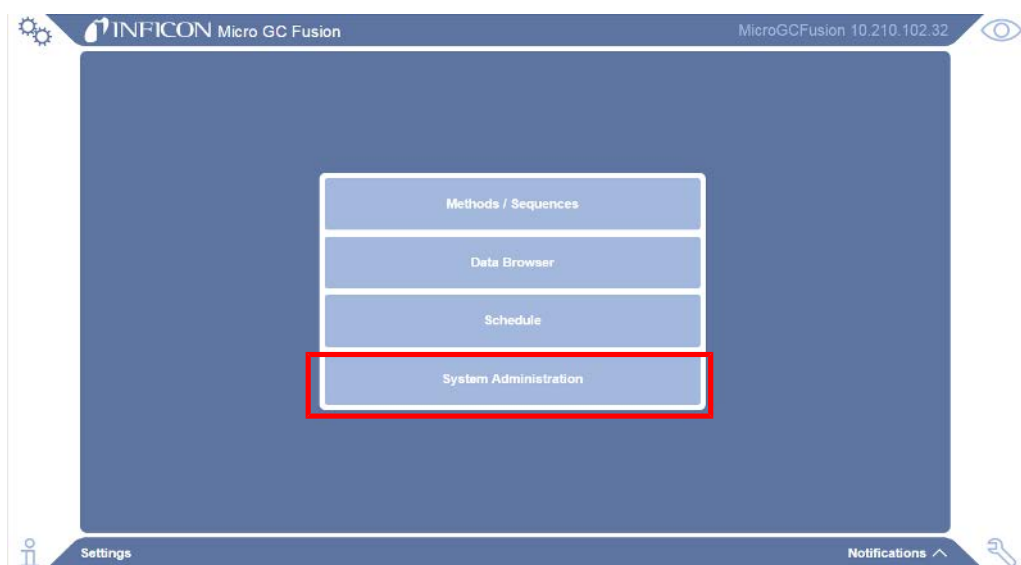 INFICON Micro GC Fusion
MicroGCFusion 10.210.102.32
Methods / Sequences
Data Browser
Schedule
System Administration
Settings
Notifications